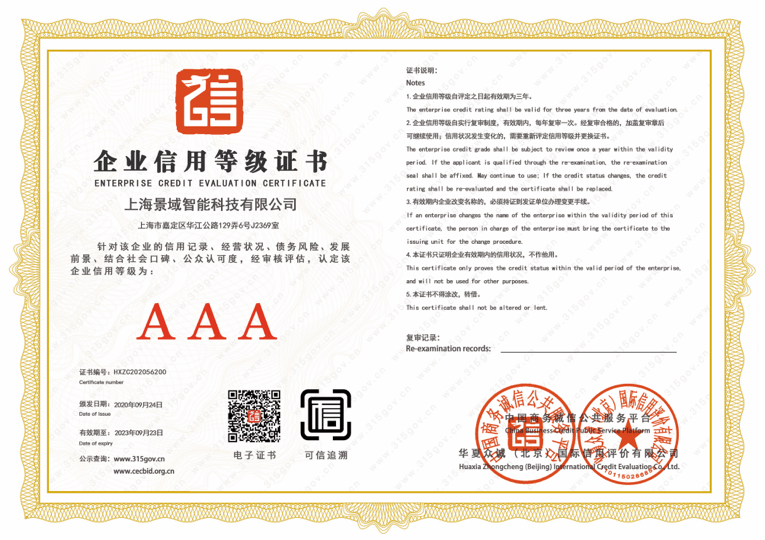 信
企业信用等级证书
ENTERPRISE CREDIT EVALUATION CERTIFICATE
上海景域智能科技有限公司
上海市嘉定区华江公路129弄6号J2369室
针对该企业的信用记录、经营状况、债务风险、发展
前景、结合社会口碑、公众认可度，经审核评估，认定该
企业信用等级为：
AAA
证书编号：HXZC202056200
Certificate number
颁发日期：2020年09月24日
Date of issue
有效期至：2023年09月23日
Date of expiry
公示查询：www.315gov.cn
www.cecbid.org.cn
电子证书
信
可信追溯
证书说明：
Notes
1.企业信用等级自评定之日起有效期为三年。
The enterprise credit rating shall be valid for three years from the date of evaluation.
2.企业信用等级自实行复审制度，有效期内，每年复审一次。经复审合格的，加盖复审章后
可继续使用；信用状况发生变化的，需要重新评定信用等级并更换证书。
The enterprise credit grade shall be subject to review once a year within the validity
period. If the applicant is qualified through the re-examination, the re-examination
seal shall be affixed. May continue to use; If the credit status changes, the credit
rating shall be re-evaluated and the certificate shall be replaced.
3.有效期内企业改变名称的，必须持证到发证单位办理变更手续。
If an enterprise changes the name of the enterprise within the validity period of this
certificate, the person in charge of the enterprise must bring the certificate to the
issuing unit for the change procedure.
4.本证书只证明企业有效期内的信用状况，不作他用。
This certificate only proves the credit status within the valid period of the enterprise,
and will not be used for other purposes.
5.本证书不得涂改，转借。
This certificate shall not be altered or lent.
复审记录：
Re-examination records:
中国商务诚信公共服务平台
China Business Credit Public Service Platform
华夏众诚（北京）国际信用评价有限公司
Huaxia Zhongcheng (Beijing) International Credit Evaluation Co., Ltd.
中国商务诚信公共服务平台
信